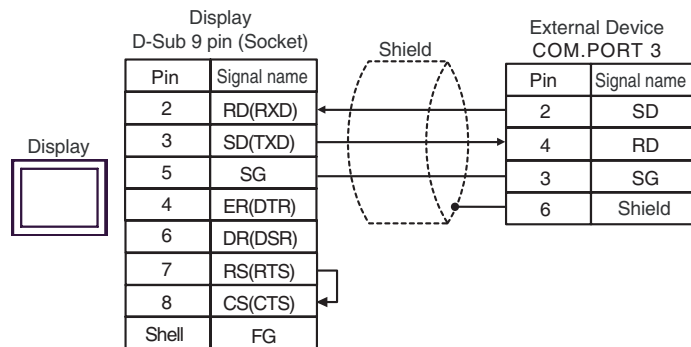 Display
D-Sub 9 pin (Socket)
Pin Signal name
2 RD(RXD)
3 SD(TXD)
5 SG
4 ER(DTR)
6 DR(DSR)
7 RS(RTS)
8 CS(CTS)
Shell FG
Display
Shield
External Device
COM.PORT 3
Pin Signal name
2 SD
4 RD
3 SG
6 Shield